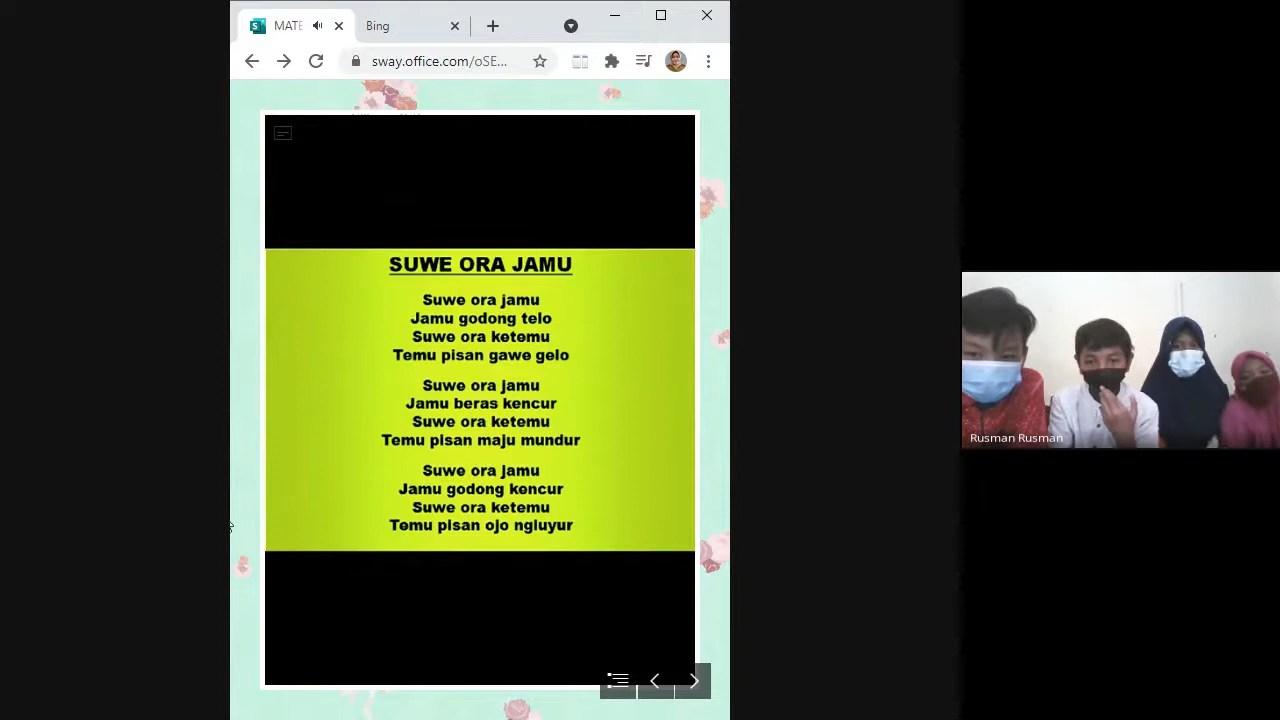 MATE
Bing
sway.office.com/oSE...
SUWE ORA JAMU
Suwe ora jamu
Jamu godong telo
Suwe ora ketemu
Temu pisan gawe gelo
Suwe ora jamu
Jamu beras kencur
Suwe ora ketemu
Temu pisan maju mundur
Suwe ora jamu
Jamu godong kencur
Suwe ora ketemu
Temu pisan ojo ngluyur
Rusman Rusman